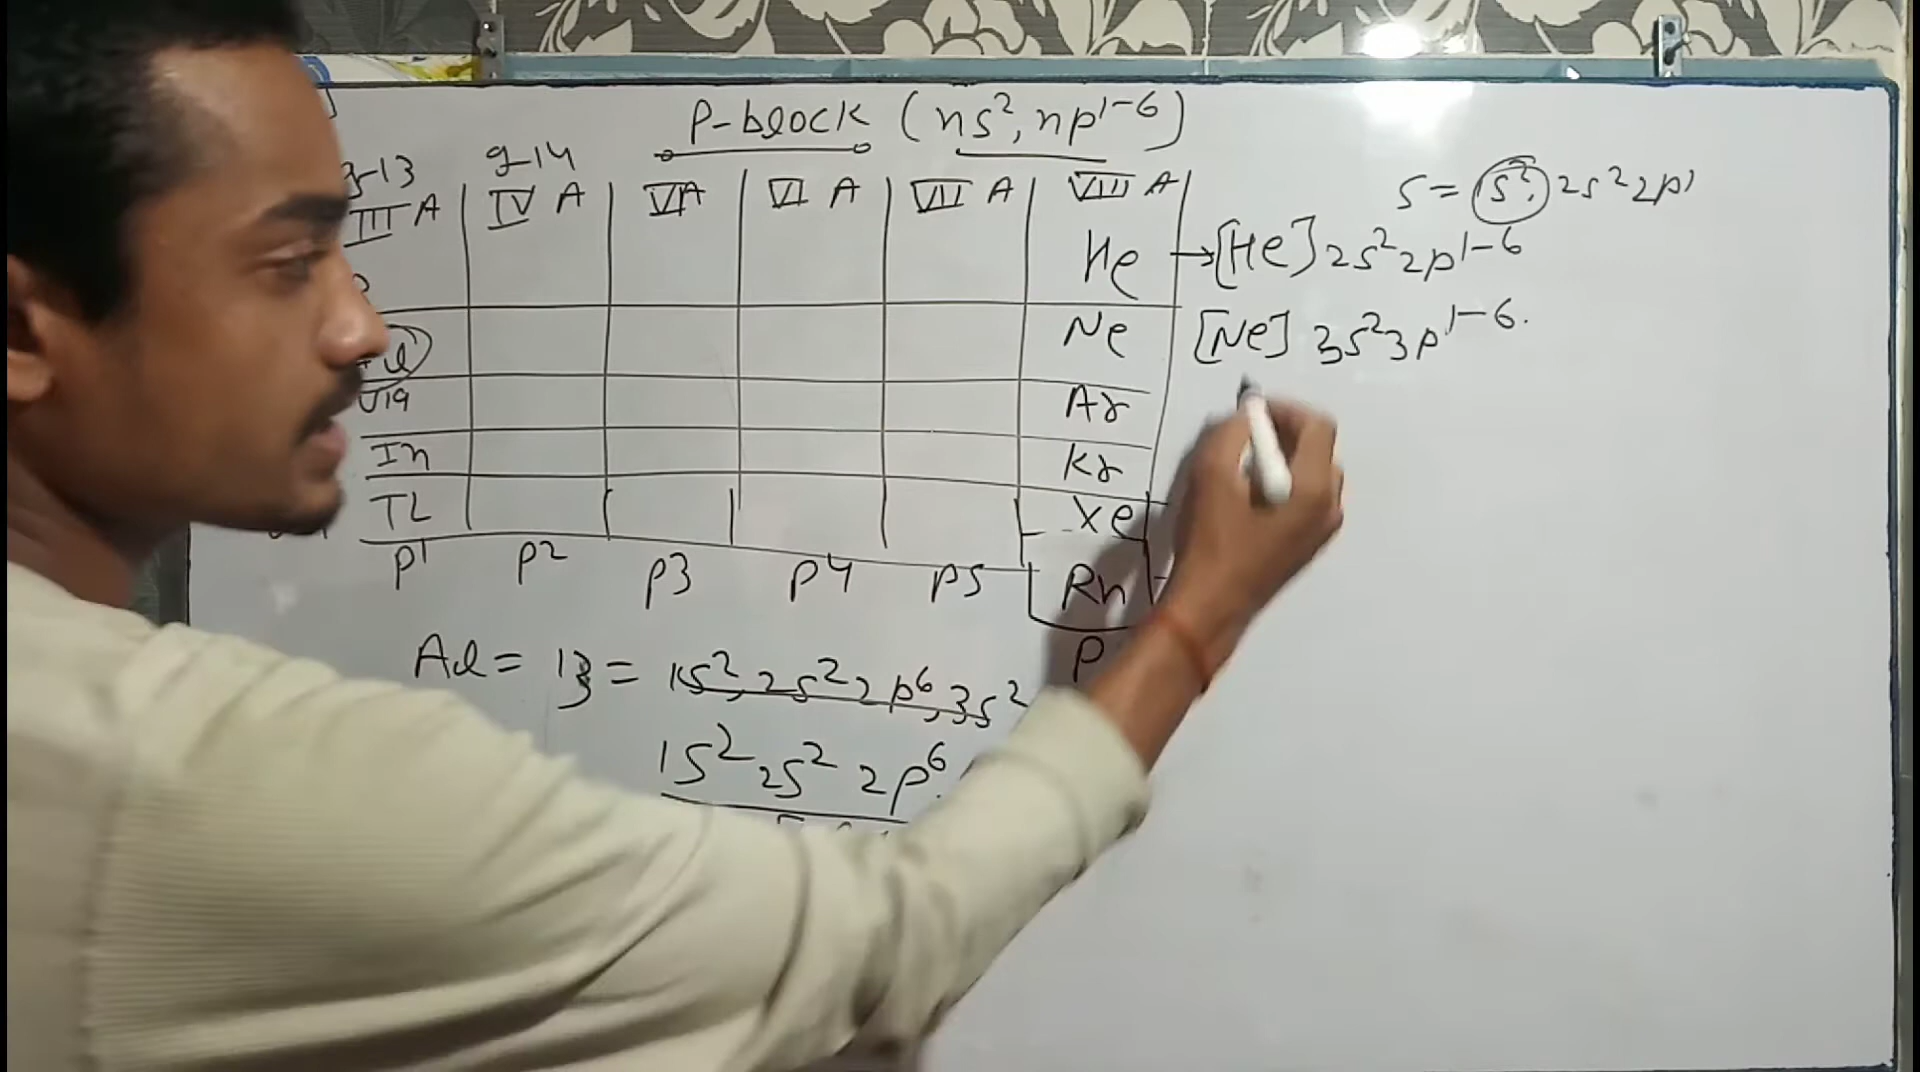 P-block (ns², np¹⁻⁶)
g-13 g-14
III A IV A VA VI A VII A VIII A
5 = 1s², 2s² 2p¹
He → [He] 2s² 2p¹⁻⁶
Ne [Ne] 3s² 3p¹⁻⁶.
Ar
In Kr
TL Xe
p1 p2 p3 p4 p5 Rn
P
Al = 13 = 1s², 2s² 2p⁶, 3s²
1s² 2s² 2p⁶